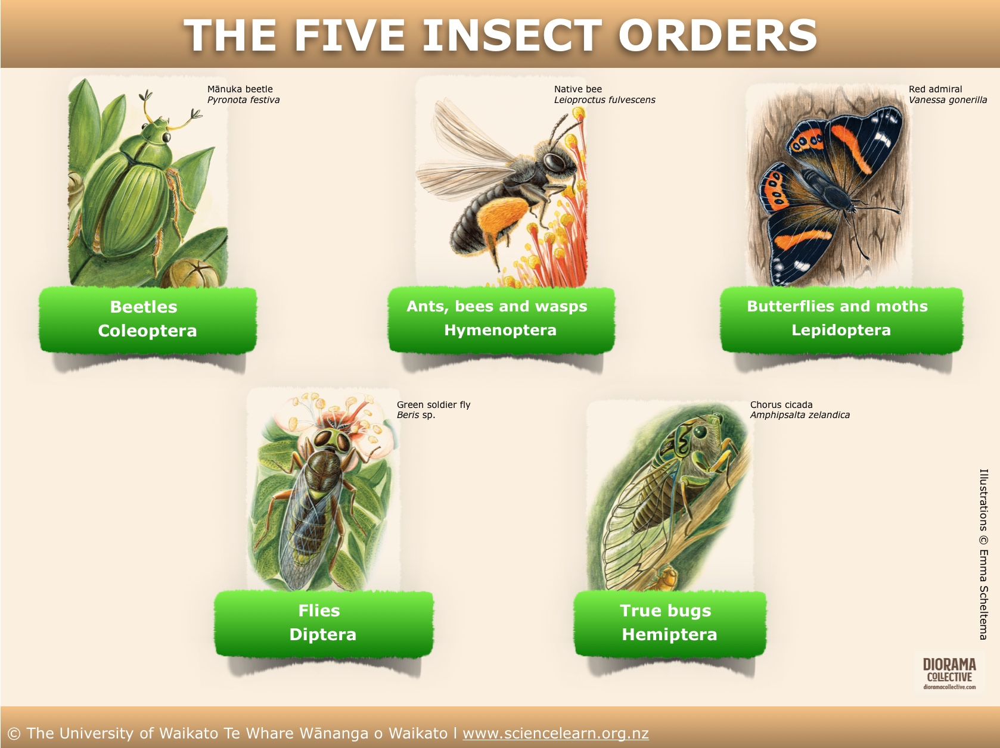 THE FIVE INSECT ORDERS
Mānuka beetle
Pyronota festiva
Native bee
Leioproctus fulvescens
Red admiral
Vanessa gonerilla
Beetles
Coleoptera
Ants, bees and wasps
Hymenoptera
Butterflies and moths
Lepidoptera
Green soldier fly
Beris sp.
Chorus cicada
Amphipsalta zelandica
Flies
Diptera
True bugs
Hemiptera
Illustrations © Emma Scheltema
DIORAMA
COLLECTIVE
dioramacollective.com
© The University of Waikato Te Whare Wānanga o Waikato l www.sciencelearn.org.nz